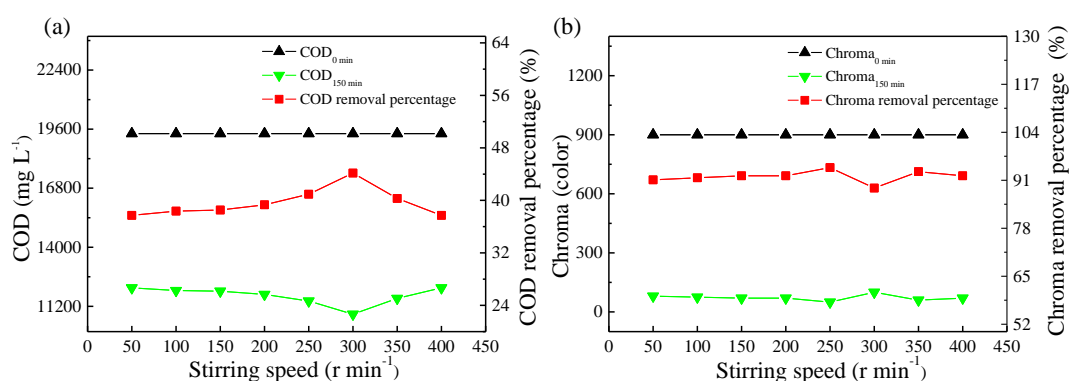 (a)
COD₀ ₘᵢₙ
COD₁₅₀ ₘᵢₙ
COD removal percentage
COD (mg L⁻¹)
22400
19600
16800
14000
11200
0 50 100 150 200 250 300 350 400 450
Stirring speed (r min⁻¹)
64
56
48
40
32
24
COD removal percentage (%)
(b)
Chroma₀ ₘᵢₙ
Chroma₁₅₀ ₘᵢₙ
Chroma removal percentage
Chroma (color)
1200
900
600
300
0
0 50 100 150 200 250 300 350 400 450
Stirring speed (r min⁻¹)
130
117
104
91
78
65
52
Chroma removal percentage (%)